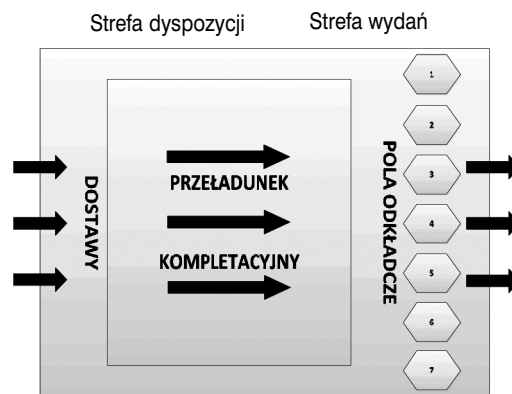 Strefa dyspozycji
Strefa wydań
DOSTAWY
PRZEŁADUNEK
KOMPLETACYJNY
POLA ODKŁADCZE
1
2
3
4
5
6
7